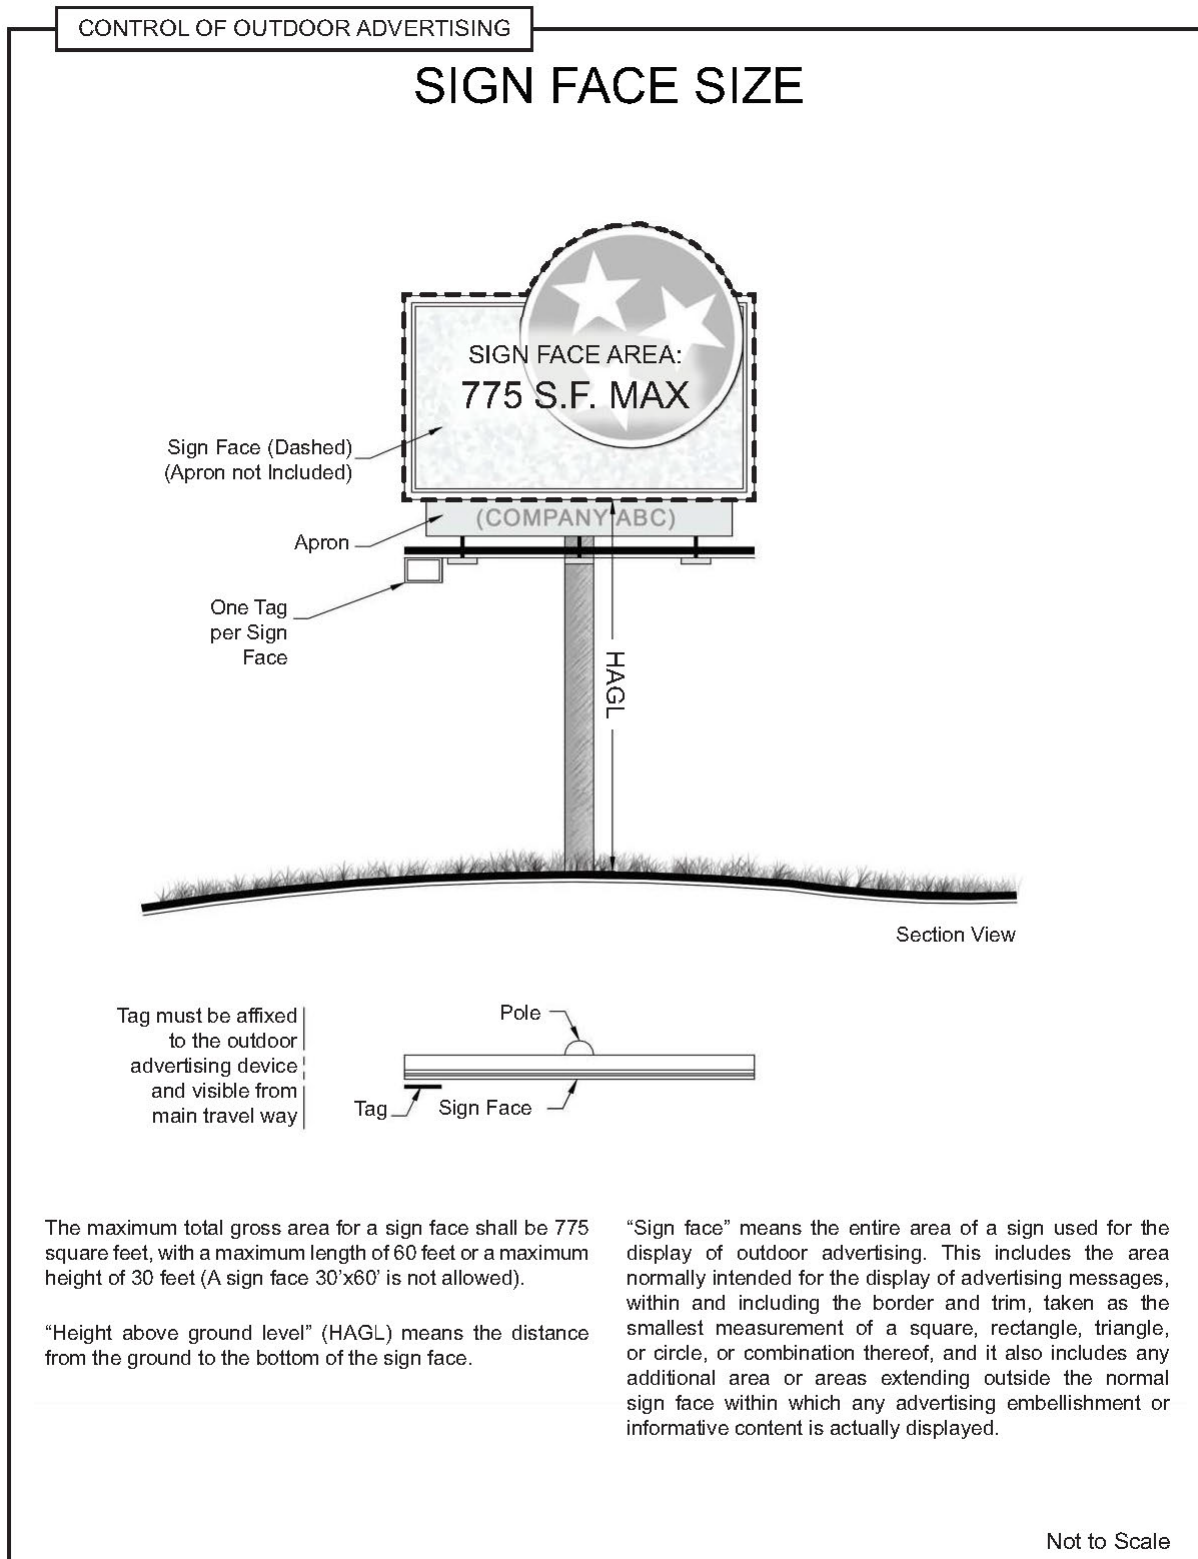 CONTROL OF OUTDOOR ADVERTISING
SIGN FACE SIZE
SIGN FACE AREA:
775 S.F. MAX
Sign Face (Dashed)
(Apron not Included)
(COMPANY ABC)
Apron
One Tag
per Sign
Face
HAGL
Section View
Tag must be affixed
to the outdoor
advertising device
and visible from
main travel way
Pole
Tag
Sign Face
The maximum total gross area for a sign face shall be 775
square feet, with a maximum length of 60 feet or a maximum
height of 30 feet (A sign face 30’x60’ is not allowed).
“Height above ground level” (HAGL) means the distance
from the ground to the bottom of the sign face.
“Sign face” means the entire area of a sign used for the
display of outdoor advertising. This includes the area
normally intended for the display of advertising messages,
within and including the border and trim, taken as the
smallest measurement of a square, rectangle, triangle,
or circle, or combination thereof, and it also includes any
additional area or areas extending outside the normal
sign face within which any advertising embellishment or
informative content is actually displayed.
Not to Scale